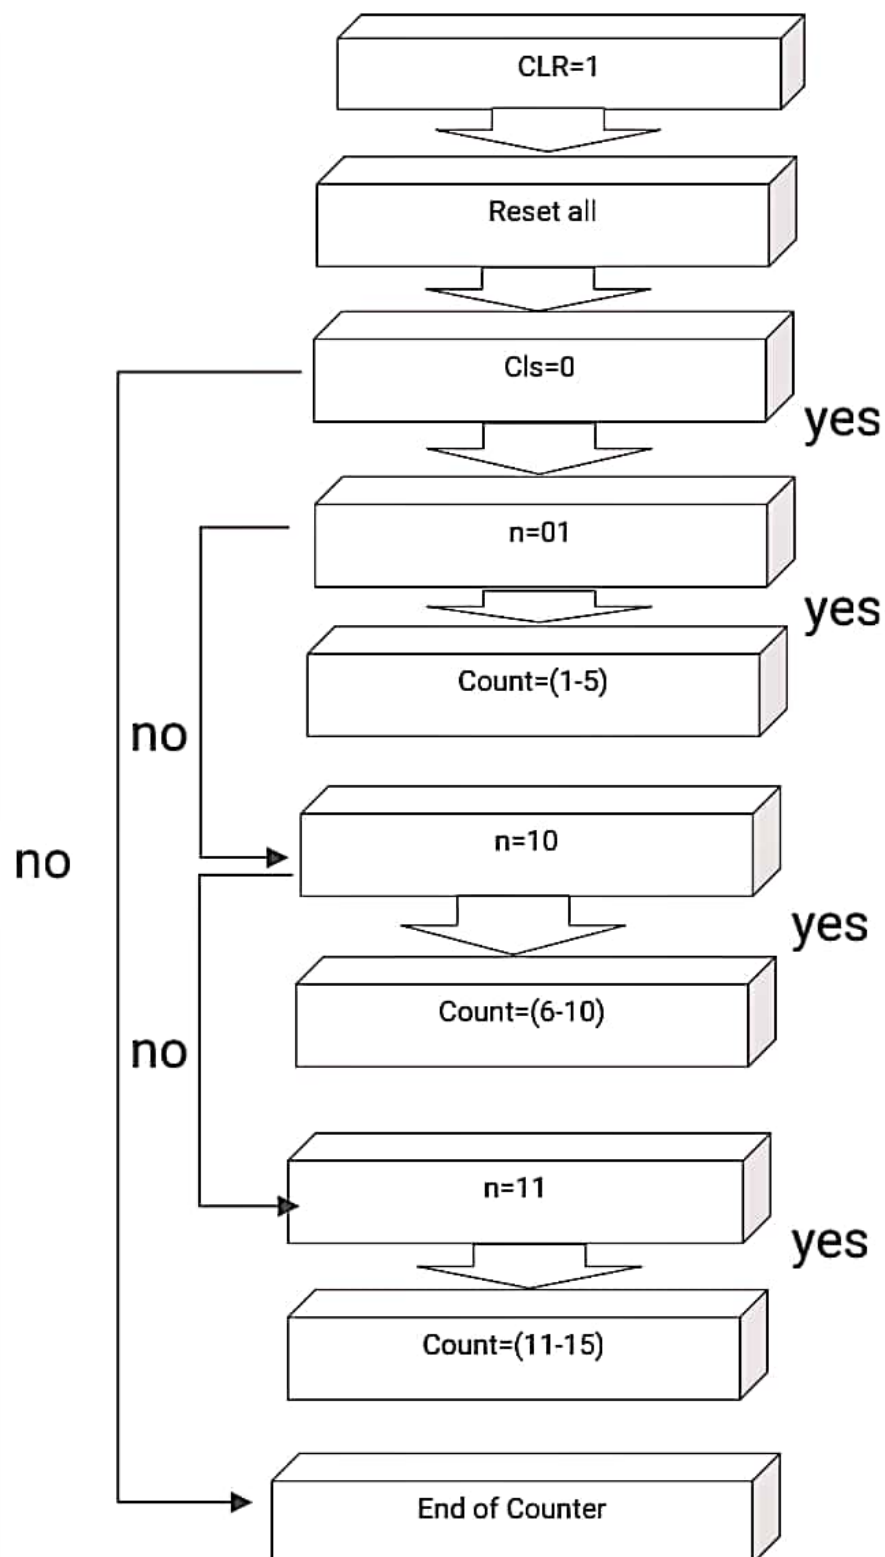 CLR=1
Reset all
Cls=0
yes
n=01
yes
Count=(1-5)
no
n=10
no
yes
Count=(6-10)
no
n=11
yes
Count=(11-15)
End of Counter